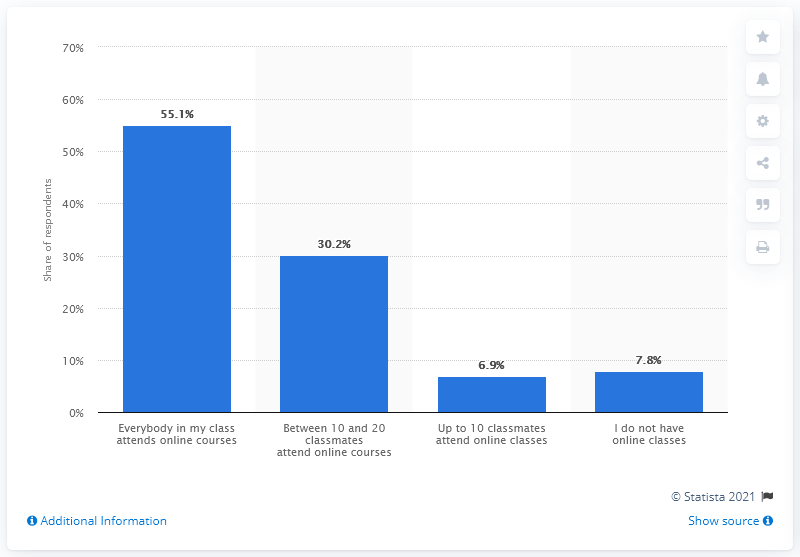 70%
60%
50%
40%
30%
20%
10%
0%
Share of respondents
55.1%
30.2%
6.9%
7.8%
Everybody in my class
attends online courses
Between 10 and 20
classmates
attend online courses
Up to 10 classmates
attend online classes
I do not have
online classes
© Statista 2021
Additional Information
Show source